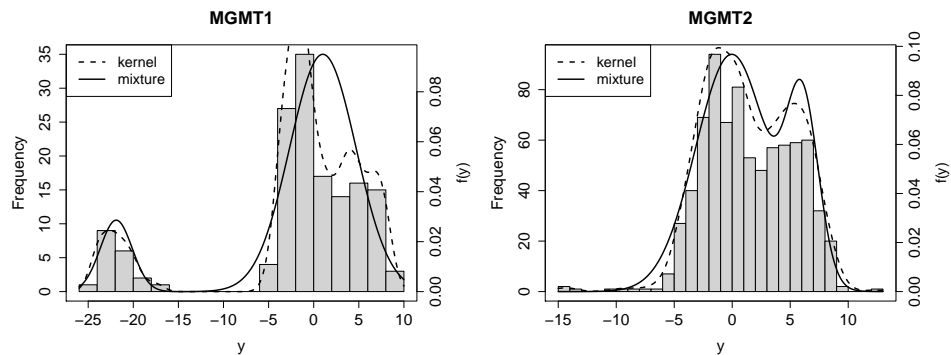 MGMT1
kernel
mixture
Frequency
0 5 10 15 20 25 30 35
f(y)
0.00 0.02 0.04 0.06 0.08
−25 −20 −15 −10 −5 0 5 10
y
MGMT2
kernel
mixture
Frequency
0 20 40 60 80
f(y)
0.00 0.02 0.04 0.06 0.08 0.10
−15 −10 −5 0 5 10
y